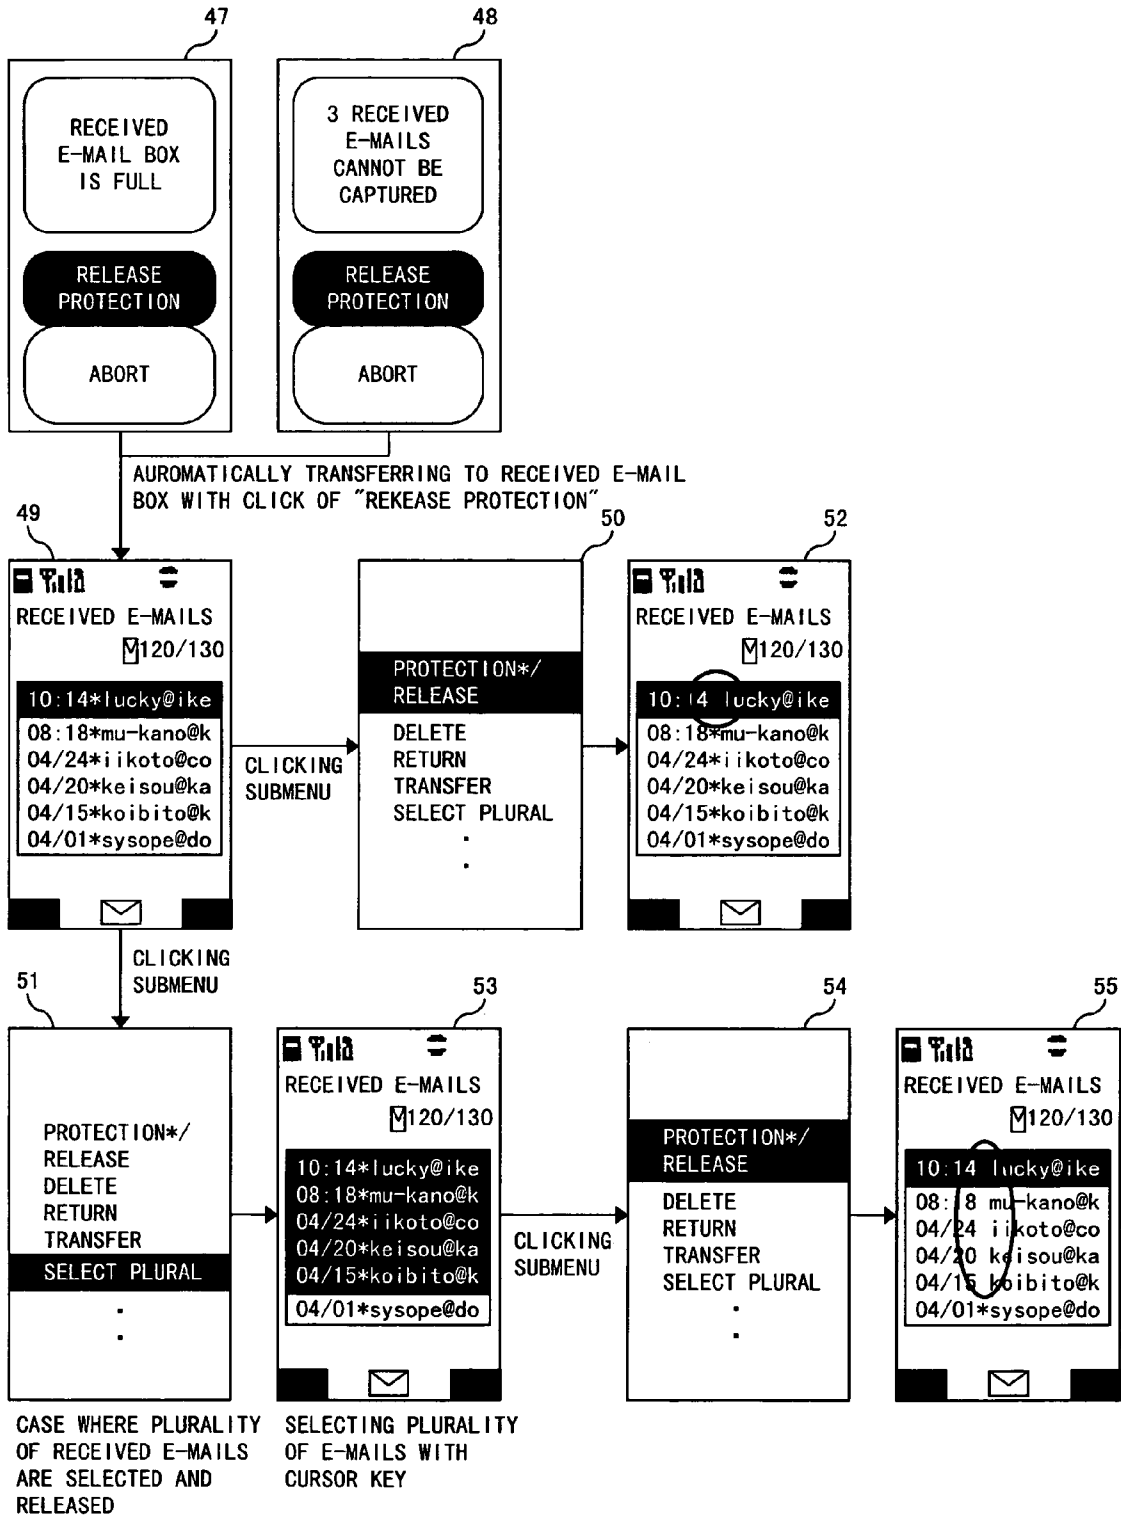 47
48
RECEIVED
E-MAIL BOX
IS FULL
RELEASE
PROTECTION
ABORT
3 RECEIVED
E-MAILS
CANNOT BE
CAPTURED
RELEASE
PROTECTION
ABORT
AUROMATICALLY TRANSFERRING TO RECEIVED E-MAIL
BOX WITH CLICK OF "REKEASE PROTECTION"
49
RECEIVED E-MAILS
M120/130
10:14*lucky@ike
08:18*mu-kano@k
04/24*iikoto@co
04/20*keisou@ka
04/15*koibito@k
04/01*sysope@do
CLICKING
SUBMENU
50
PROTECTION*/
RELEASE
DELETE
RETURN
TRANSFER
SELECT PLURAL
52
RECEIVED E-MAILS
M120/130
10:14 lucky@ike
08:18*mu-kano@k
04/24*iikoto@co
04/20*keisou@ka
04/15*koibito@k
04/01*sysope@do
CLICKING
SUBMENU
51
PROTECTION*/
RELEASE
DELETE
RETURN
TRANSFER
SELECT PLURAL
CASE WHERE PLURALITY
OF RECEIVED E-MAILS
ARE SELECTED AND
RELEASED
53
RECEIVED E-MAILS
M120/130
10:14*lucky@ike
08:18*mu-kano@k
04/24*iikoto@co
04/20*keisou@ka
04/15*koibito@k
04/01*sysope@do
SELECTING PLURALITY
OF E-MAILS WITH
CURSOR KEY
CLICKING
SUBMENU
54
PROTECTION*/
RELEASE
DELETE
RETURN
TRANSFER
SELECT PLURAL
55
RECEIVED E-MAILS
M120/130
10:14 lucky@ike
08:18 mu-kano@k
04/24 iikoto@co
04/20 keisou@ka
04/15 koibito@k
04/01*sysope@do